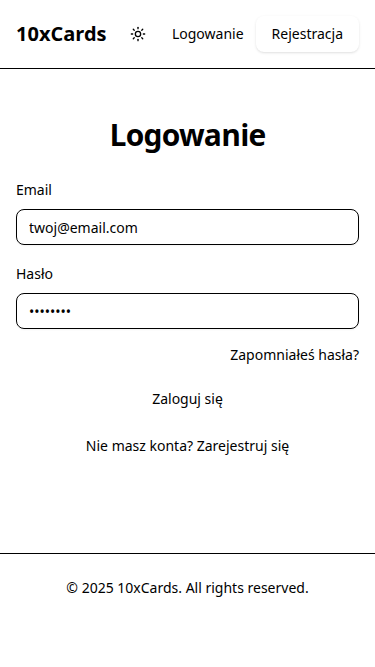 10xCards Logowanie Rejestracja
Logowanie
Email
twoj@email.com
Hasło
••••••••
Zapomniałeś hasła?
Zaloguj się
Nie masz konta? Zarejestruj się
© 2025 10xCards. All rights reserved.